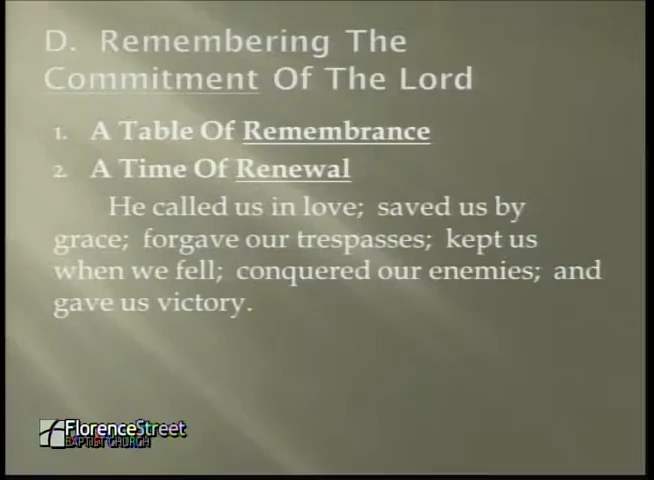 D. Remembering The
Commitment Of The Lord
1. A Table Of Remembrance
2. A Time Of Renewal
He called us in love; saved us by
grace; forgave our trespasses; kept us
when we fell; conquered our enemies; and
gave us victory.
FlorenceStreet
BAPTIST CHURCH